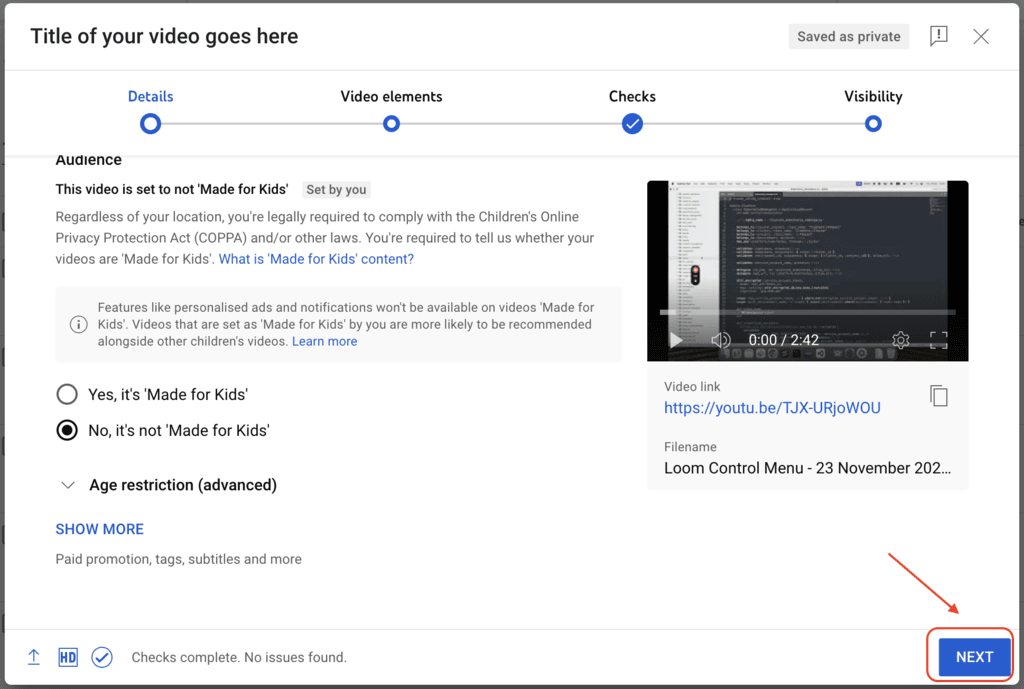 Title of your video goes here
Saved as private
Details
Video elements
Checks
Visibility
Audience
This video is set to not 'Made for Kids'
Set by you
Regardless of your location, you're legally required to comply with the Children's Online
Privacy Protection Act (COPPA) and/or other laws. You're required to tell us whether your
videos are 'Made for Kids'. What is 'Made for Kids' content?
Features like personalised ads and notifications won't be available on videos 'Made for
Kids'. Videos that are set as 'Made for Kids' by you are more likely to be recommended
alongside other children's videos. Learn more
Yes, it's 'Made for Kids'
No, it's not 'Made for Kids'
Age restriction (advanced)
SHOW MORE
Paid promotion, tags, subtitles and more
0:00 / 2:42
Video link
https://youtu.be/TJX-URjoWOU
Filename
Loom Control Menu - 23 November 202...
HD
Checks complete. No issues found.
NEXT